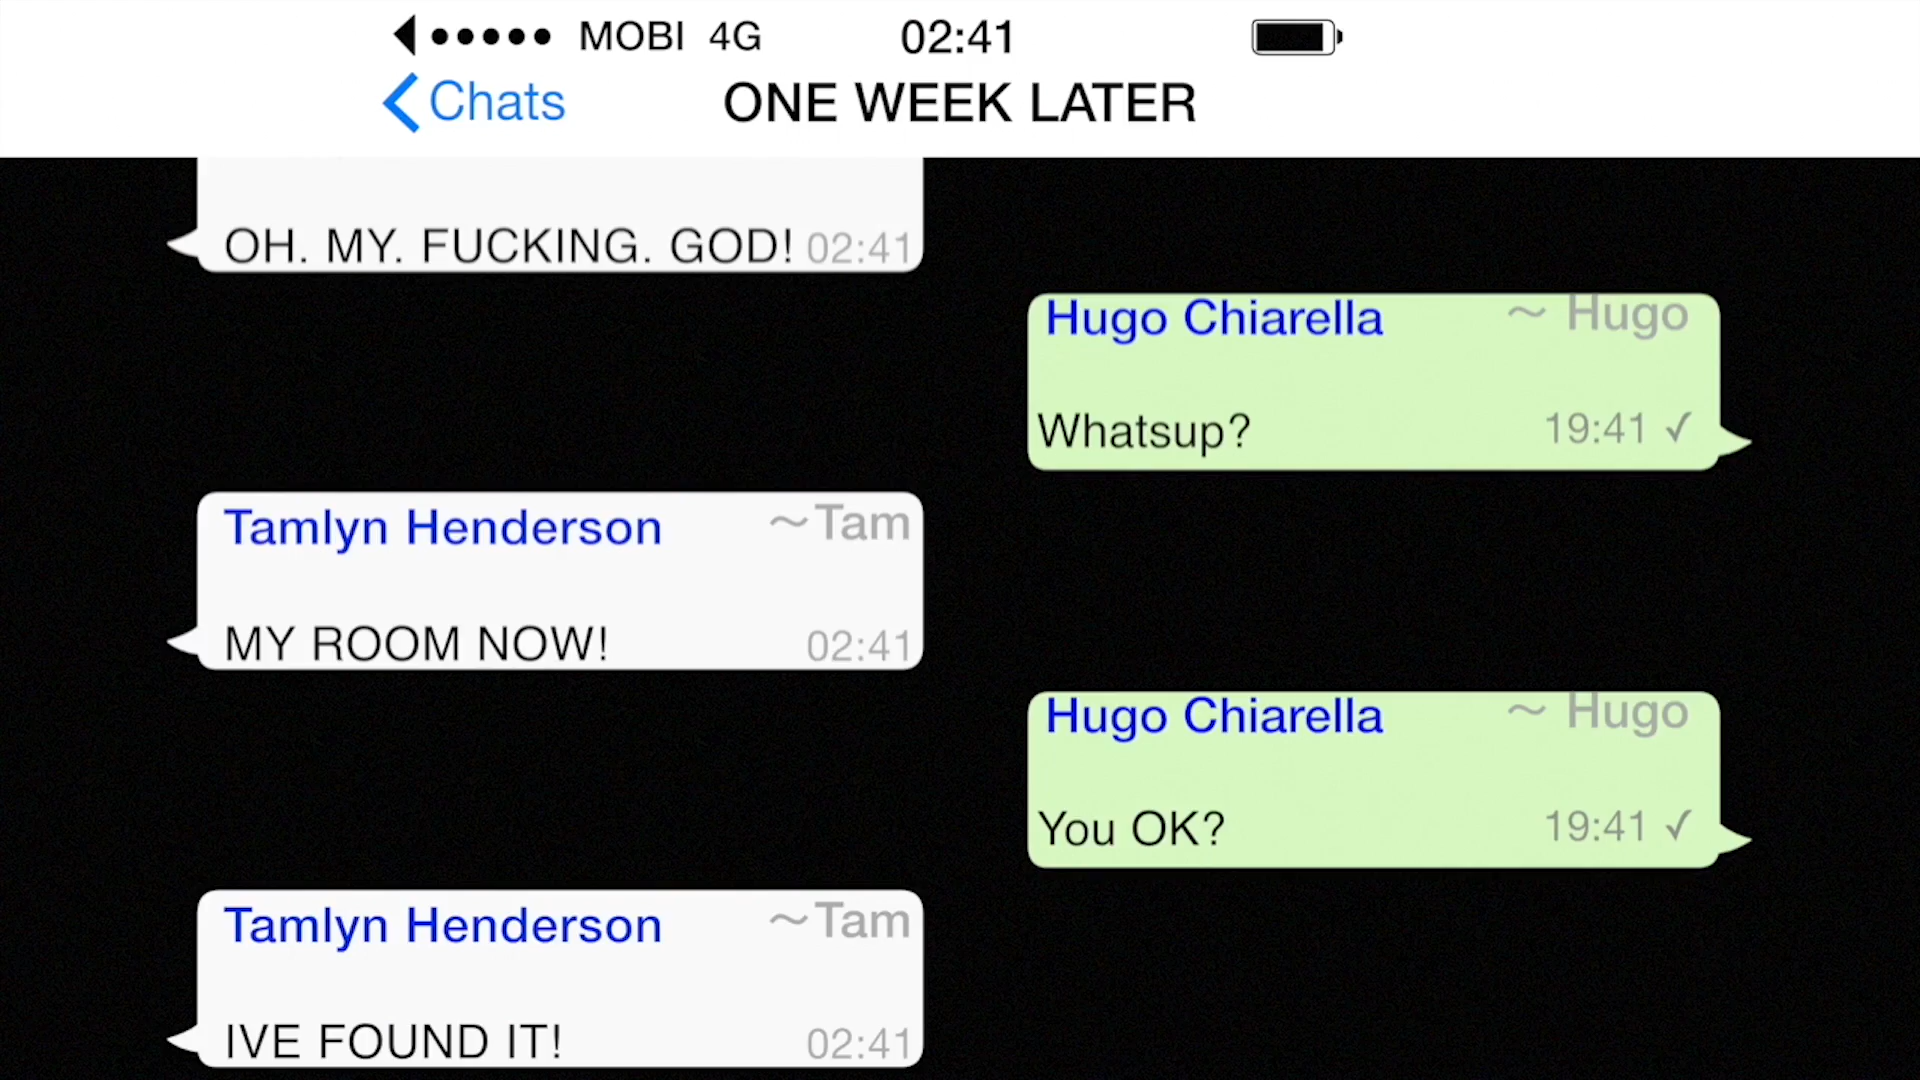 MOBI 4G 02:41
Chats ONE WEEK LATER
OH. MY. FUCKING. GOD! 02:41
Hugo Chiarella ~ Hugo
Whatsup? 19:41 ✓
Tamlyn Henderson ~Tam
MY ROOM NOW! 02:41
Hugo Chiarella ~ Hugo
You OK? 19:41 ✓
Tamlyn Henderson ~Tam
IVE FOUND IT! 02:41